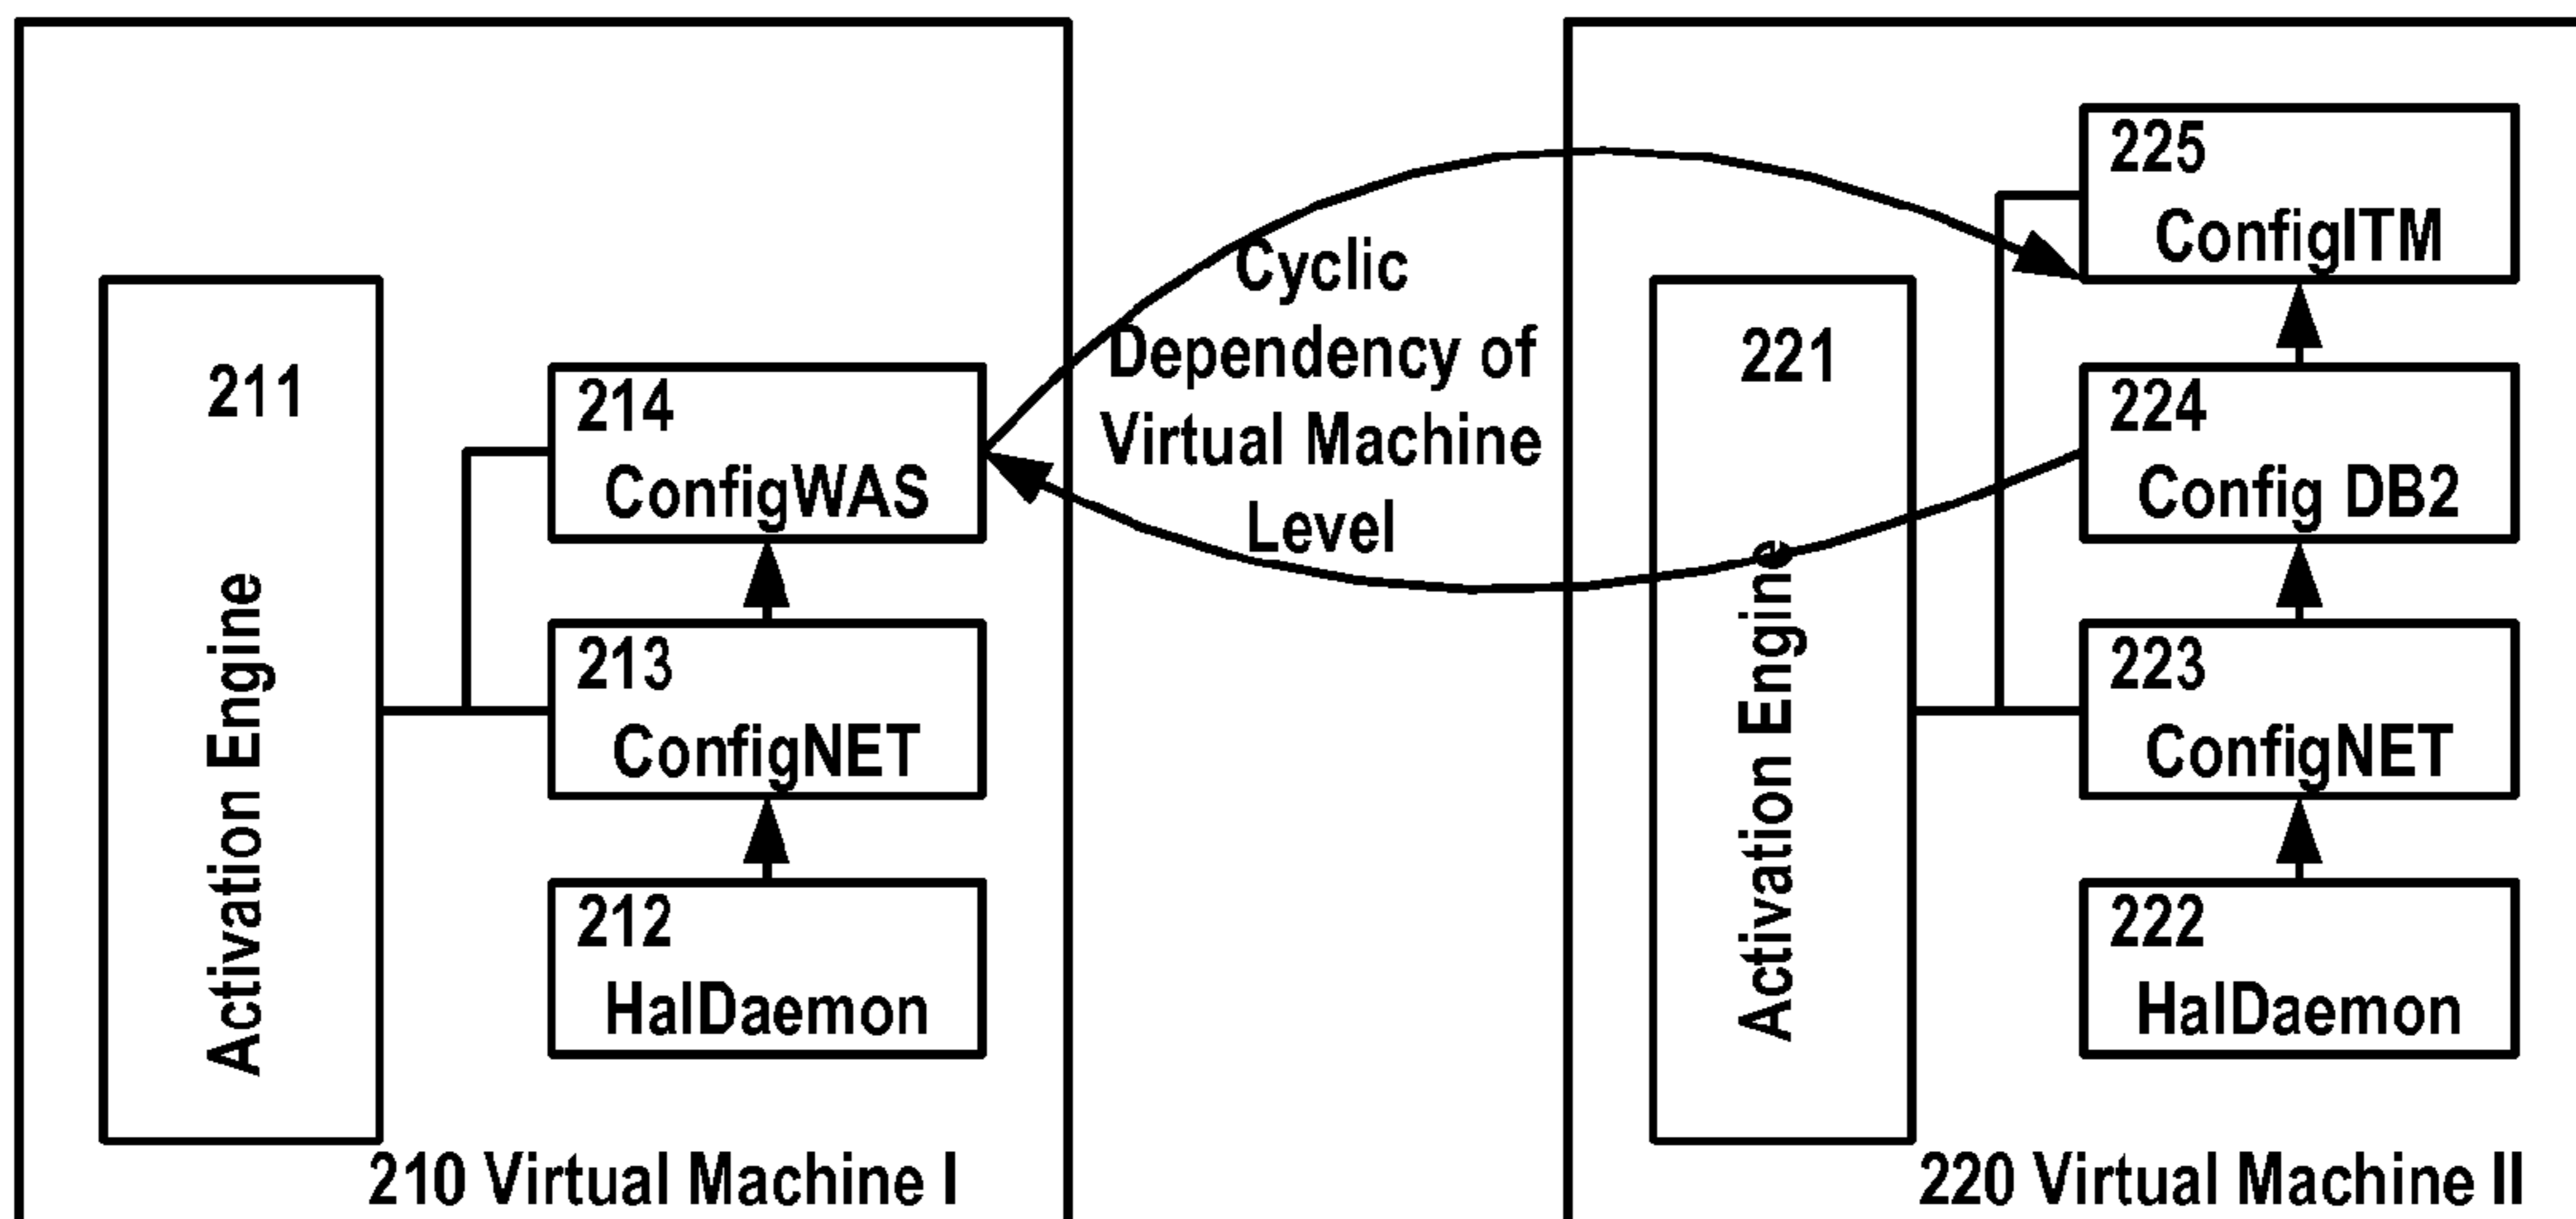 211
Activation Engine
214
ConfigWAS
213
ConfigNET
212
HalDaemon
210 Virtual Machine I
Cyclic
Dependency of
Virtual Machine
Level
221
Activation Engine
225
ConfigITM
224
Config DB2
223
ConfigNET
222
HalDaemon
220 Virtual Machine II